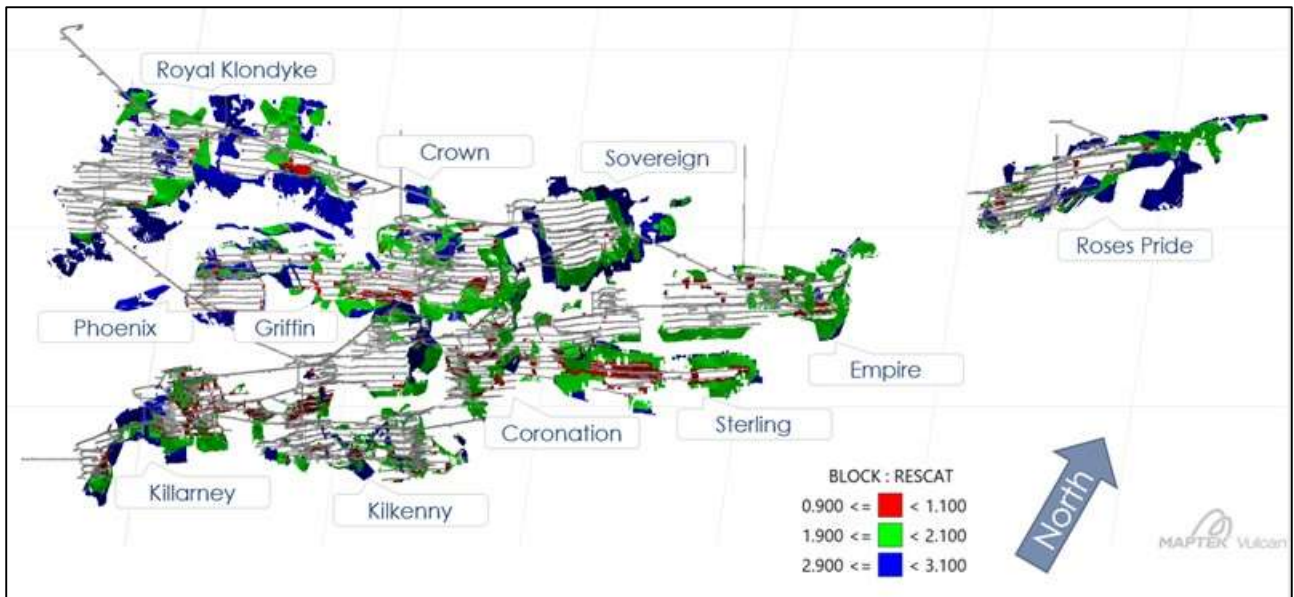 Royal Klondyke
Crown
Sovereign
Roses Pride
Phoenix
Griffin
Empire
Sterling
Coronation
Killarney
Kilkenny
BLOCK : RESCAT
0.900 <= < 1.100
1.900 <= < 2.100
2.900 <= < 3.100
North
MAPTEK Vulcan